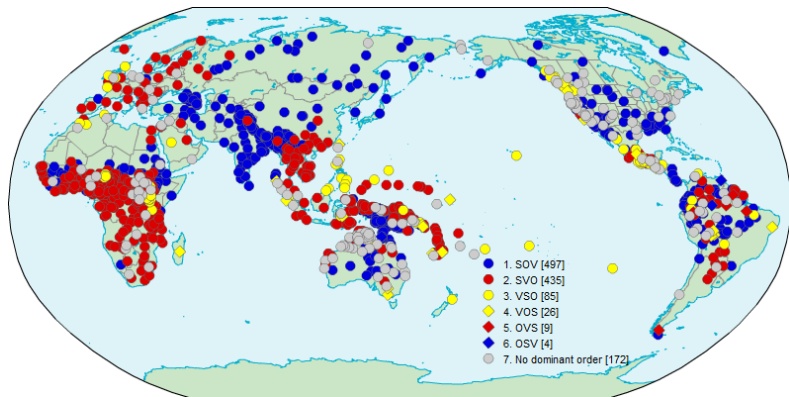 1. SOV [497]
2. SVO [435]
3. VSO [85]
4. VOS [26]
5. OVS [9]
6. OSV [4]
7. No dominant order [172]